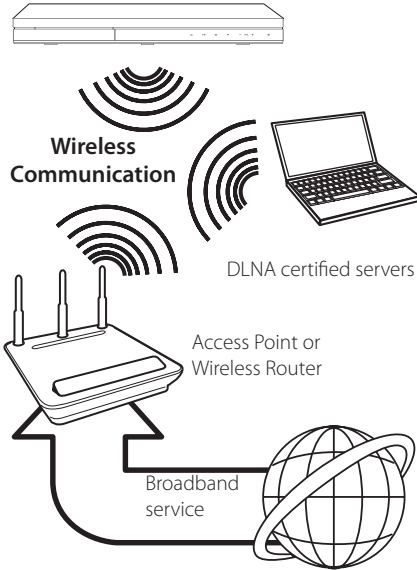 Wireless
Communication
DLNA certified servers
Access Point or
Wireless Router
Broadband
service